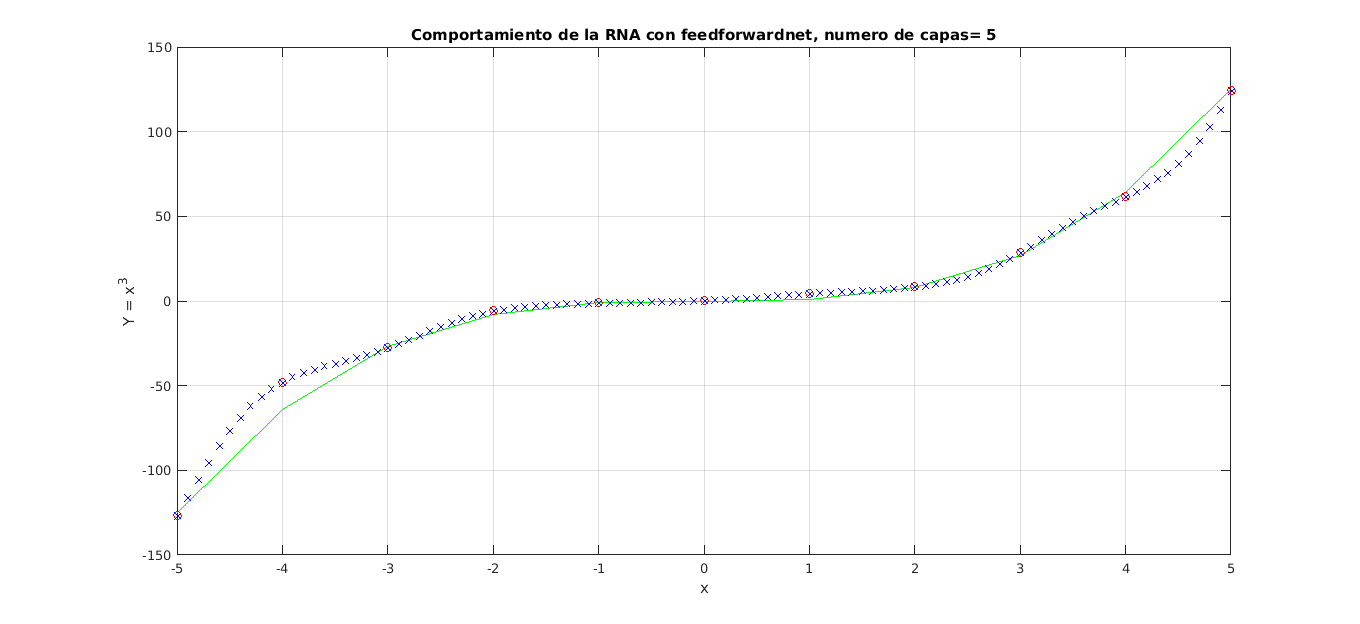 Comportamiento de la RNA con feedforwardnet, numero de capas= 5
150
100
50
0
-50
-100
-150
Y = x^3
-5 -4 -3 -2 -1 0 1 2 3 4 5
x